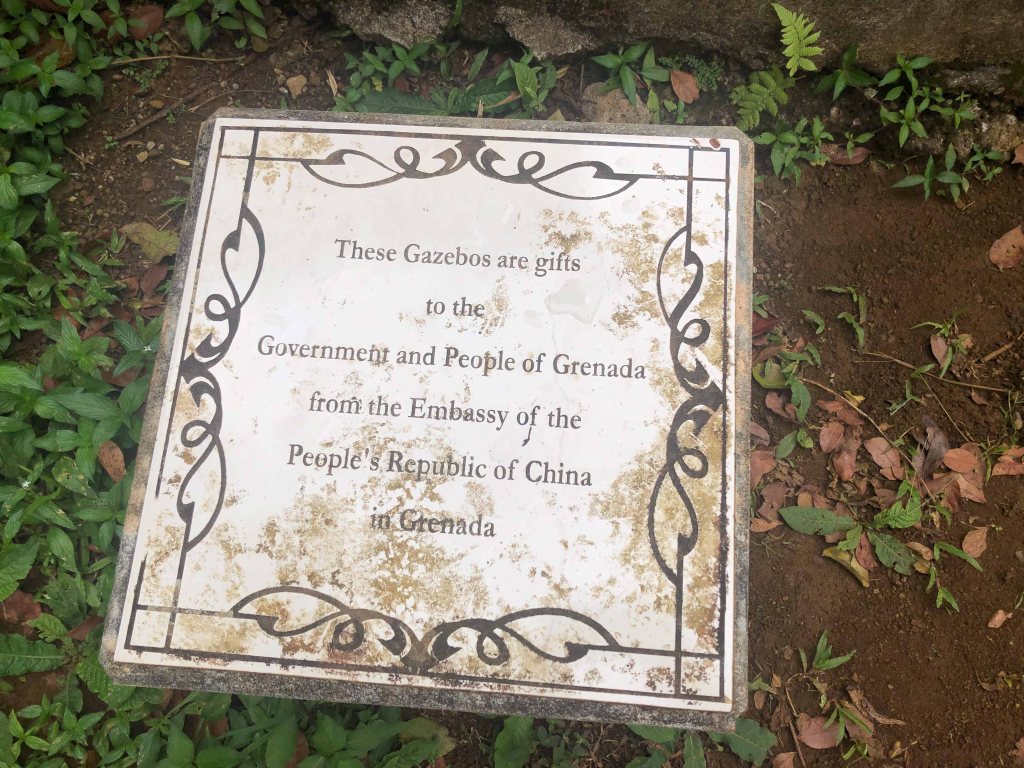 These Gazebos are gifts
to the
Government and People of Grenada
from the Embassy of the
People's Republic of China
in Grenada